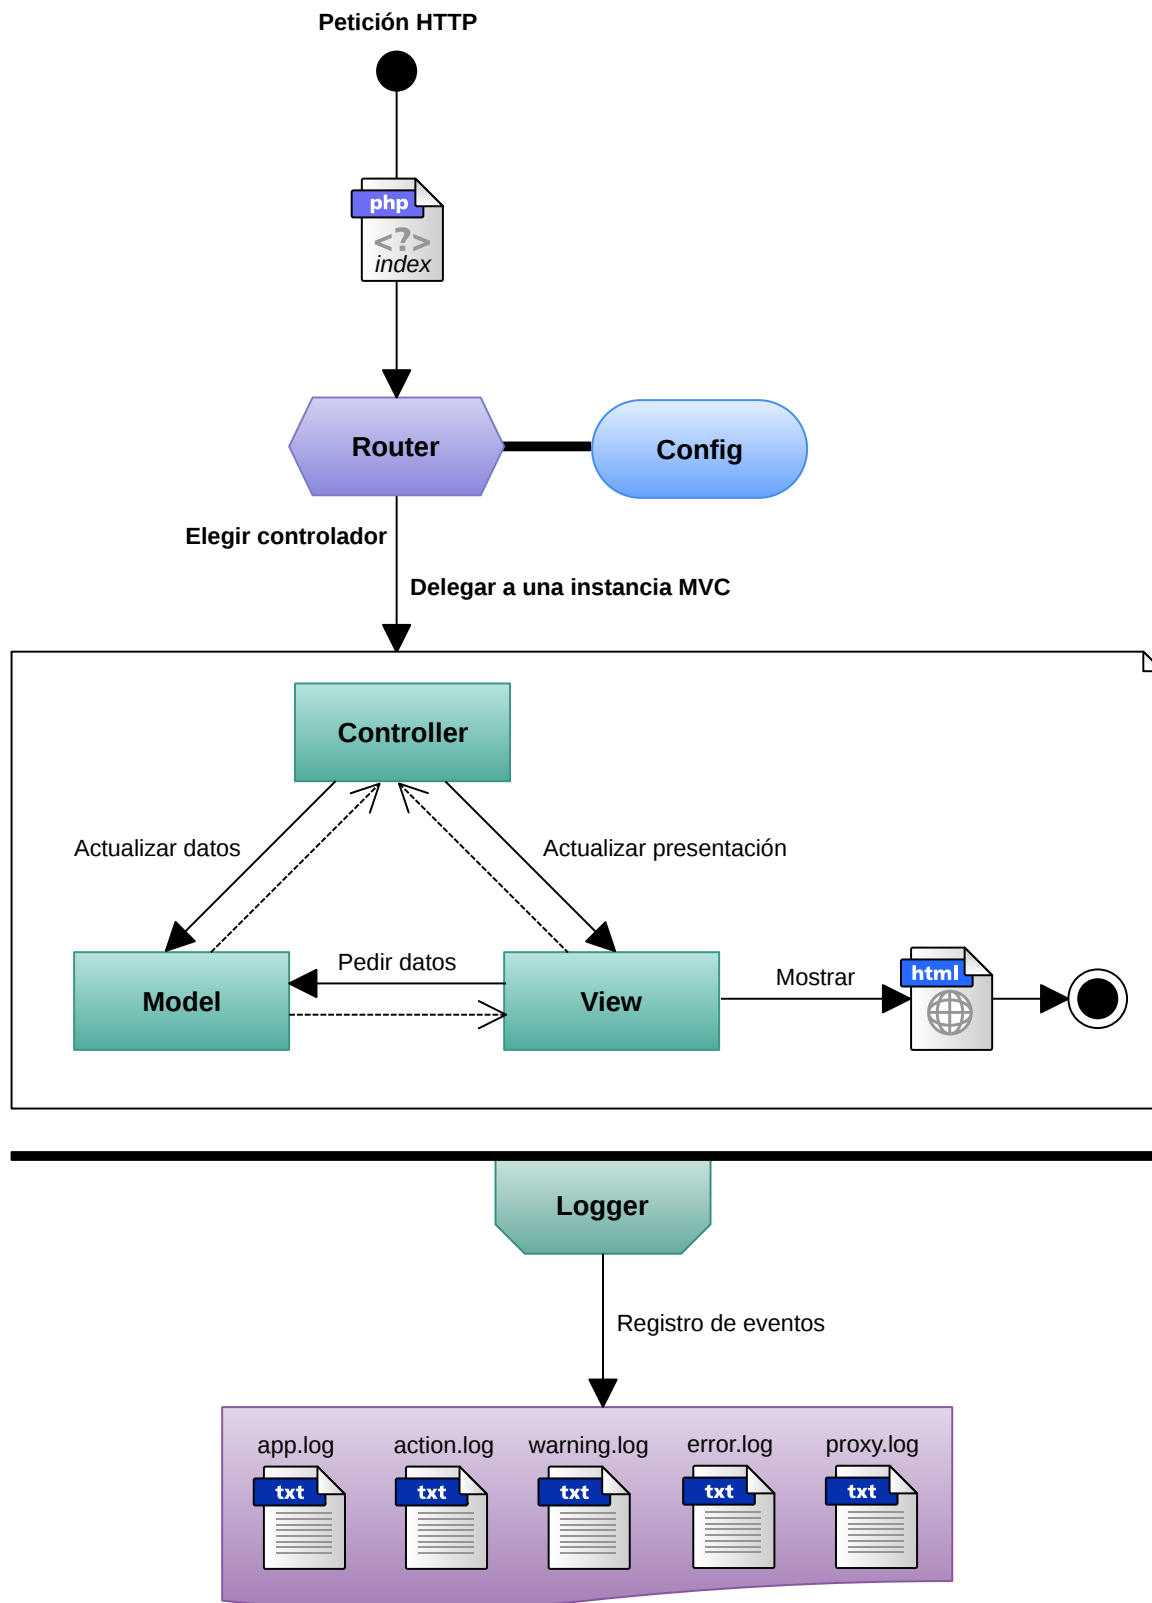 Petición HTTP
php
<?>
index
Router
Config
Elegir controlador
Delegar a una instancia MVC
Controller
Actualizar datos
Actualizar presentación
Pedir datos
Model
View
Mostrar
html
Logger
Registro de eventos
app.log action.log warning.log error.log proxy.log
txt txt txt txt txt